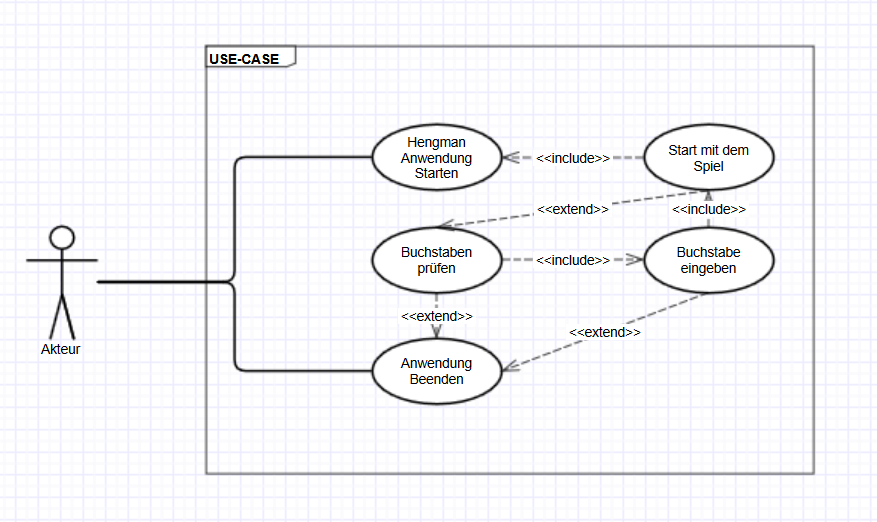 USE-CASE
Hengman
Anwendung
Starten
<<include>>
Start mit dem
Spiel
<<extend>>
<<include>>
Buchstaben
prüfen
<<include>>
Buchstabe
eingeben
<<extend>>
<<extend>>
Akteur
Anwendung
Beenden